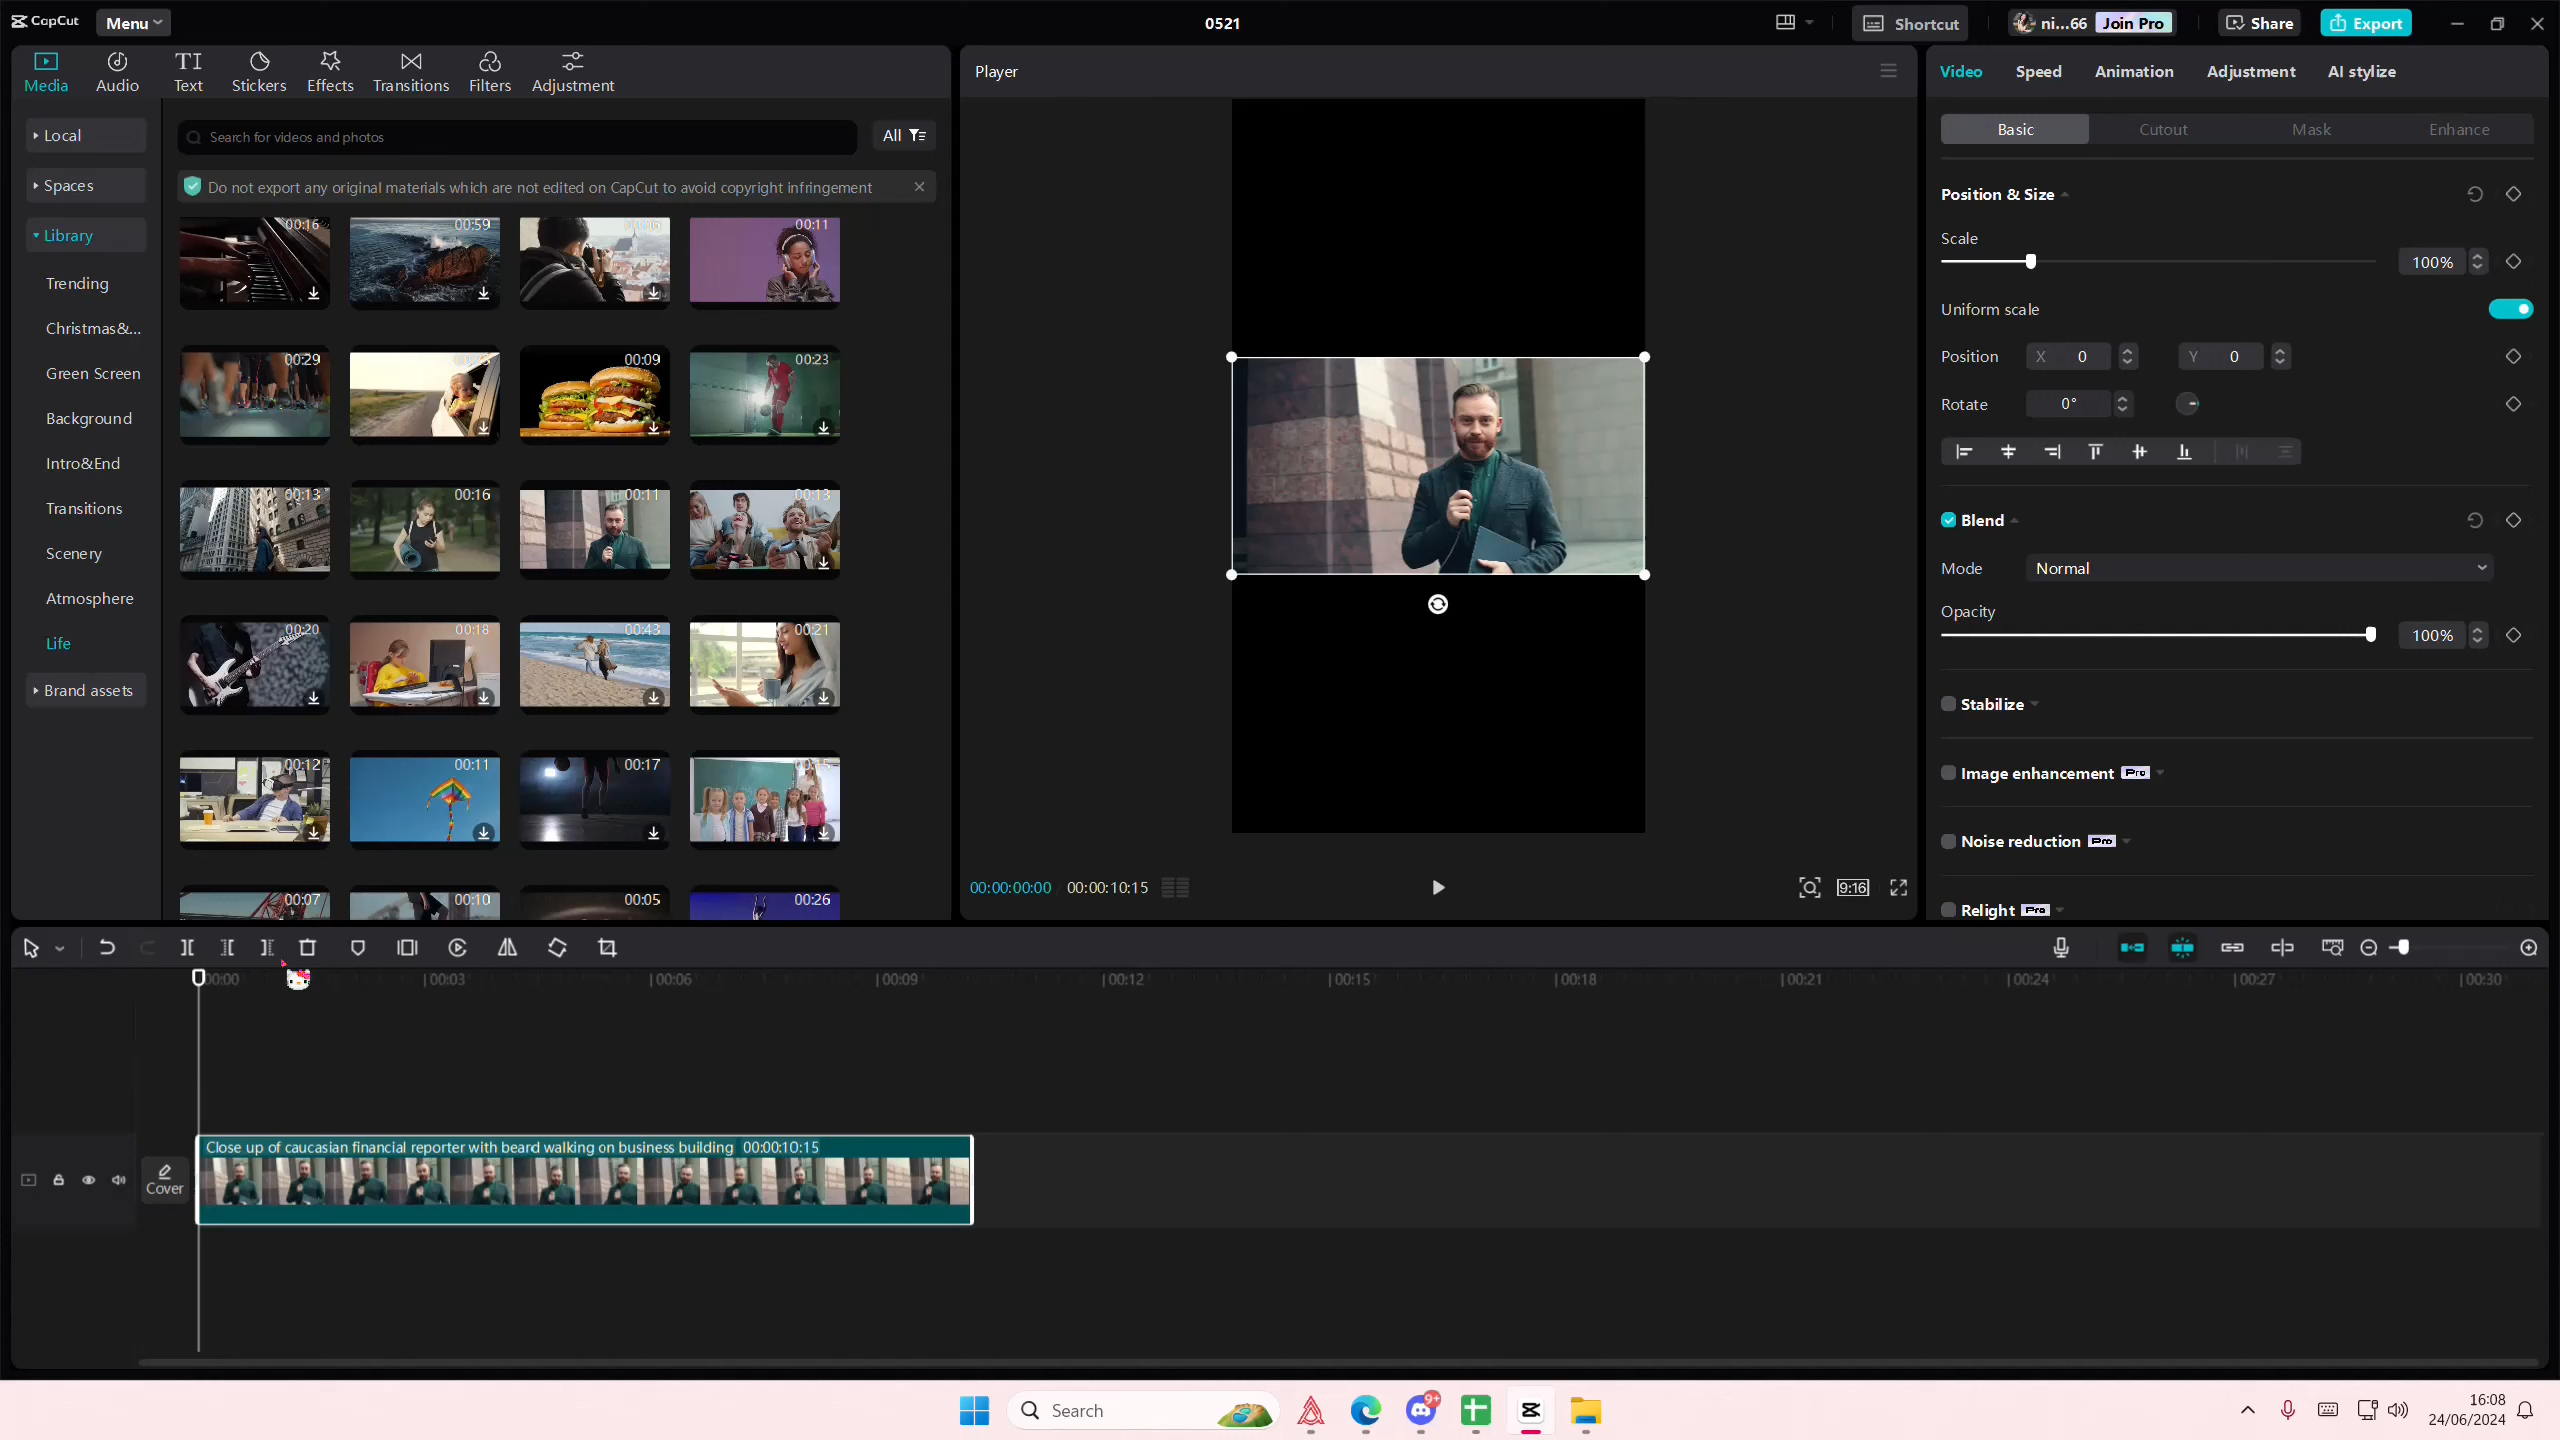 CapCut
Menu
0521
Shortcut
ni...66
Join Pro
Share
Export
Media
Audio
TI
Text
Stickers
Effects
Transitions
Filters
Adjustment
Local
Spaces
Library
Trending
Christmas&...
Green Screen
Background
Intro&End
Transitions
Scenery
Atmosphere
Life
Brand assets
Search for videos and photos
All
Do not export any original materials which are not edited on CapCut to avoid copyright infringement
00:16
00:59
00:11
00:29
00:09
00:23
00:13
00:16
00:11
00:13
00:20
00:18
00:43
00:21
00:12
00:11
00:17
00:07
00:10
00:05
00:26
Player
00:00:00:00
00:00:10:15
9:16
Video
Speed
Animation
Adjustment
AI stylize
Basic
Cutout
Mask
Enhance
Position & Size
Scale
100%
Uniform scale
Position
X 0
Y 0
Rotate
0°
Blend
Mode
Normal
Opacity
100%
Stabilize
Image enhancement Pro
Noise reduction Pro
Relight Pro
00:00
00:03
00:06
00:09
00:12
00:15
00:18
00:21
00:24
00:27
00:30
Close up of caucasian financial reporter with beard walking on business building 00:00:10:15
Cover
Search
9+
16:08
24/06/2024